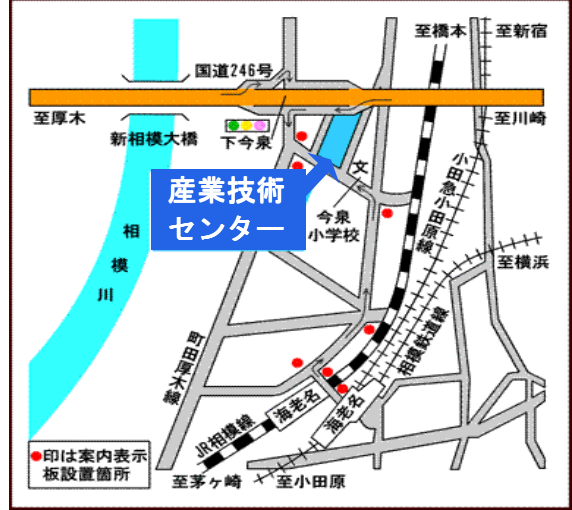 至橋本
至新宿
国道246号
至厚木
至川崎
新相模大橋
下今泉
文
産業技術
センター
今泉
小学校
小田急小田原線
相模川
至横浜
相模鉄道線
町田厚木線
海老名
海老名
JR相模線
●印は案内表示
板設置箇所
至茅ヶ崎
至小田原